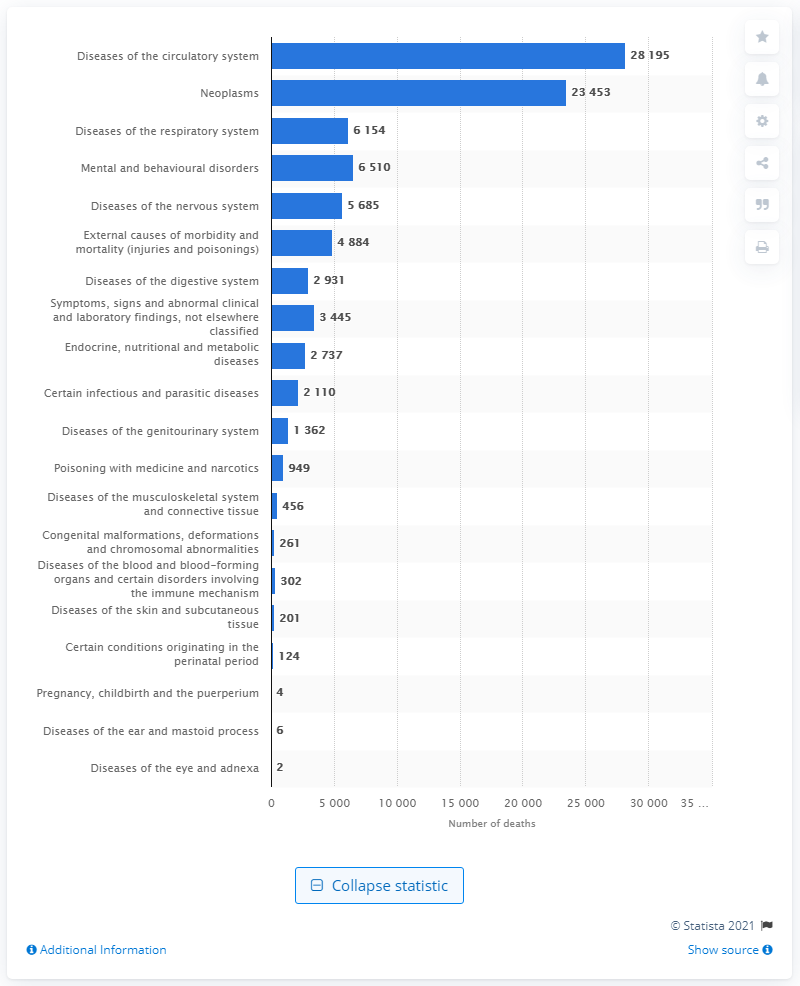 Diseases of the circulatory system 28 195
Neoplasms 23 453
Diseases of the respiratory system 6 154
Mental and behavioural disorders 6 510
Diseases of the nervous system 5 685
External causes of morbidity and
mortality (injuries and poisonings) 4 884
Diseases of the digestive system 2 931
Symptoms, signs and abnormal clinical
and laboratory findings, not elsewhere
classified 3 445
Endocrine, nutritional and metabolic
diseases 2 737
Certain infectious and parasitic diseases 2 110
Diseases of the genitourinary system 1 362
Poisoning with medicine and narcotics 949
Diseases of the musculoskeletal system
and connective tissue 456
Congenital malformations, deformations
and chromosomal abnormalities 261
Diseases of the blood and blood-forming
organs and certain disorders involving
the immune mechanism 302
Diseases of the skin and subcutaneous
tissue 201
Certain conditions originating in the
perinatal period 124
Pregnancy, childbirth and the puerperium 4
Diseases of the ear and mastoid process 6
Diseases of the eye and adnexa 2
0 5 000 10 000 15 000 20 000 25 000 30 000 35 ...
Number of deaths
Collapse statistic
© Statista 2021
Additional Information
Show source